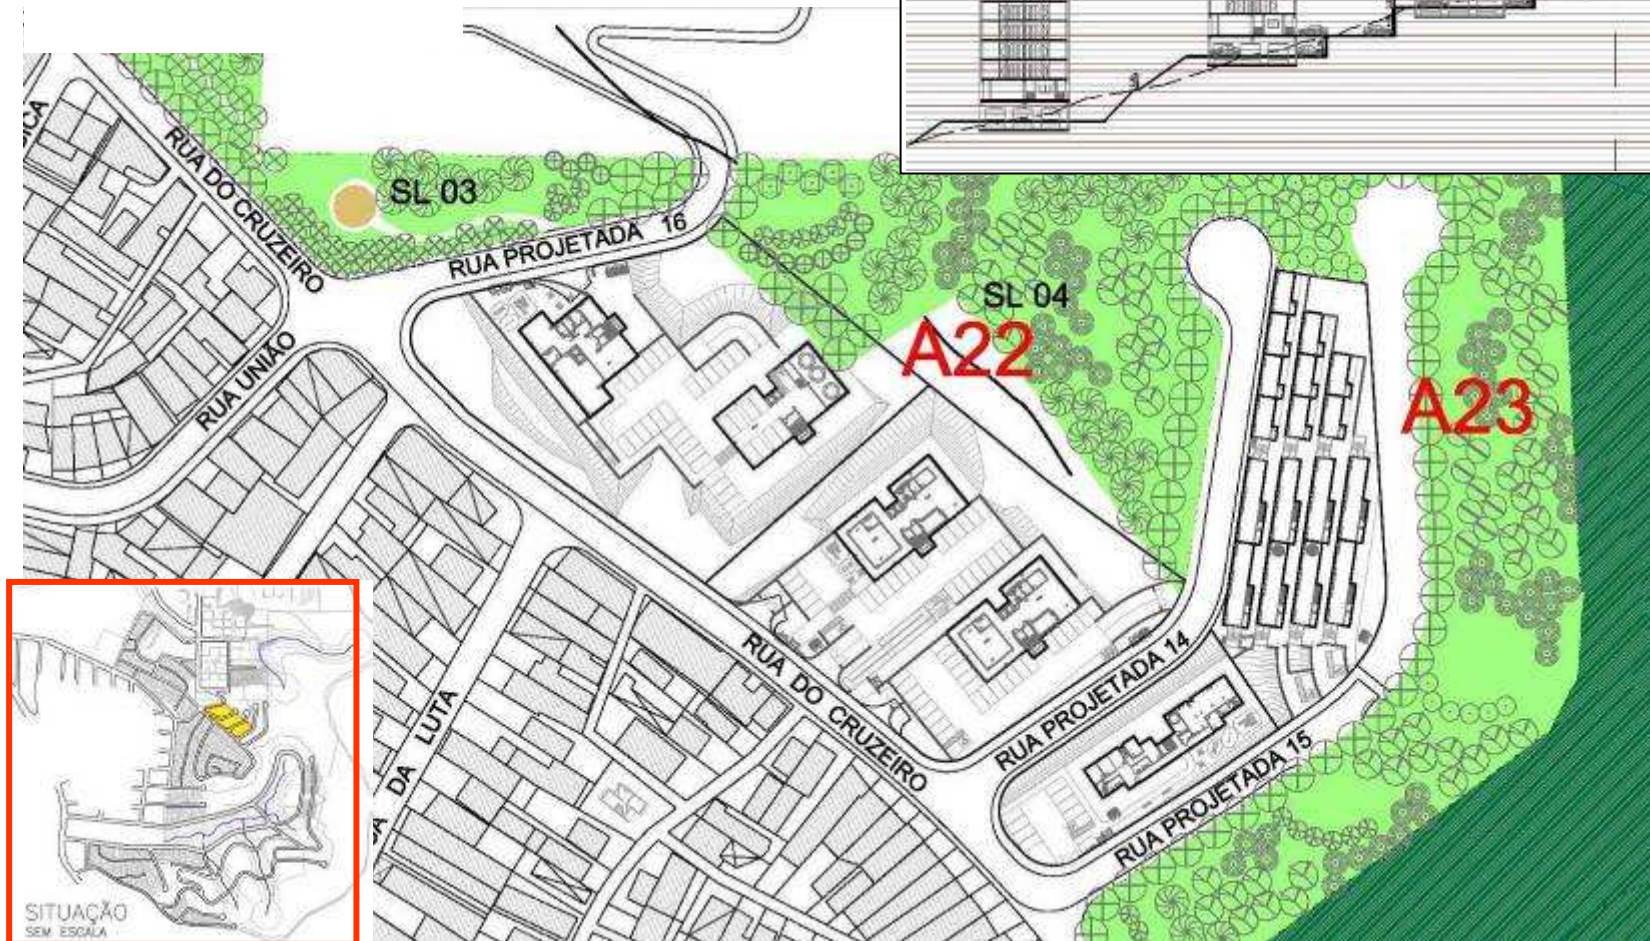 RUA DO CRUZEIRO
SL 03
RUA PROJETADA 16
SL 04
A22
A23
RUA UNIÃO
RUA DO CRUZEIRO
RUA PROJETADA 14
RUA PROJETADA 15
DA LUTA
SITUAÇÃO
SEM ESCALA